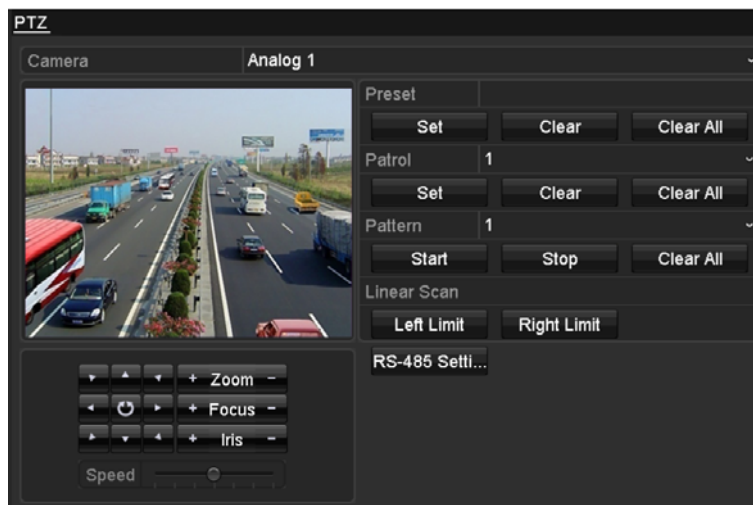 PTZ
Camera Analog 1
Preset
Set Clear Clear All
Patrol 1
Set Clear Clear All
Pattern 1
Start Stop Clear All
Linear Scan
Left Limit Right Limit
RS-485 Setti...
+ Zoom -
+ Focus -
+ Iris -
Speed